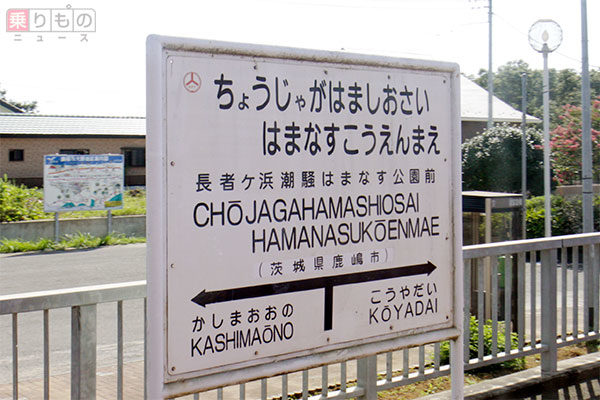 乗りもの
ニュース
ちょうじゃがはましおさい
はまなすこうえんまえ
長者ケ浜潮騒はまなす公園前
CHŌJAGAHAMASHIOSAI
HAMANASUKŌENMAE
(茨城県鹿嶋市)
かしまおおの
KASHIMAŌNO
こうやだい
KŌYADAI